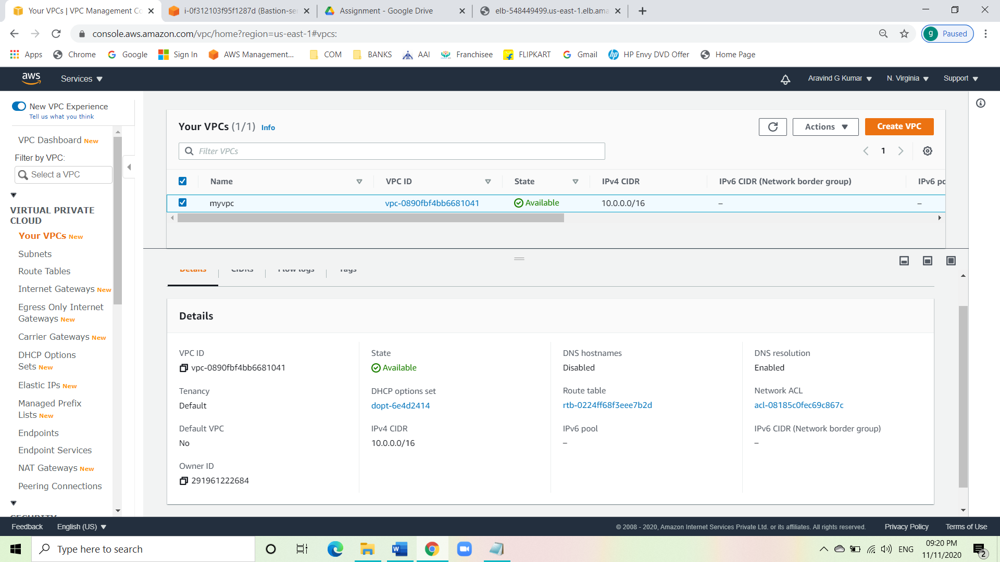 Your VPCs | VPC Management Co
i-0f312103f95f1287d (Bastion-se
Assignment - Google Drive
elb-548449499.us-east-1.elb.ama
console.aws.amazon.com/vpc/home?region=us-east-1#vpcs:
g Paused
Apps Chrome Google Sign In AWS Management... COM BANKS AAI Franchisee FLIPKART Gmail HP Envy DVD Offer Home Page
aws Services Aravind G Kumar N. Virginia Support
New VPC Experience
Tell us what you think
VPC Dashboard New
Filter by VPC:
Select a VPC
VIRTUAL PRIVATE
CLOUD
Your VPCs New
Subnets
Route Tables
Internet Gateways New
Egress Only Internet
Gateways New
Carrier Gateways New
DHCP Options
Sets New
Elastic IPs New
Managed Prefix
Lists New
Endpoints
Endpoint Services
NAT Gateways New
Peering Connections
SECURITY
Your VPCs (1/1) Info
Actions
Create VPC
Filter VPCs
1
Name VPC ID State IPv4 CIDR IPv6 CIDR (Network border group) IPv6 po
myvpc vpc-0890fbf4bb6681041 Available 10.0.0.0/16 – –
Details CIDRs Flow logs Tags
Details
VPC ID
vpc-0890fbf4bb6681041
State
Available
DNS hostnames
Disabled
DNS resolution
Enabled
Tenancy
Default
DHCP options set
dopt-6e4d2414
Route table
rtb-0224ff68f3eee7b2d
Network ACL
acl-08185c0fec69c867c
Default VPC
No
IPv4 CIDR
10.0.0.0/16
IPv6 pool
–
IPv6 CIDR (Network border group)
–
Owner ID
291961222684
Feedback English (US) © 2008 - 2020, Amazon Internet Services Private Ltd. or its affiliates. All rights reserved. Privacy Policy Terms of Use
Type here to search
ENG
09:20 PM
11/11/2020
2